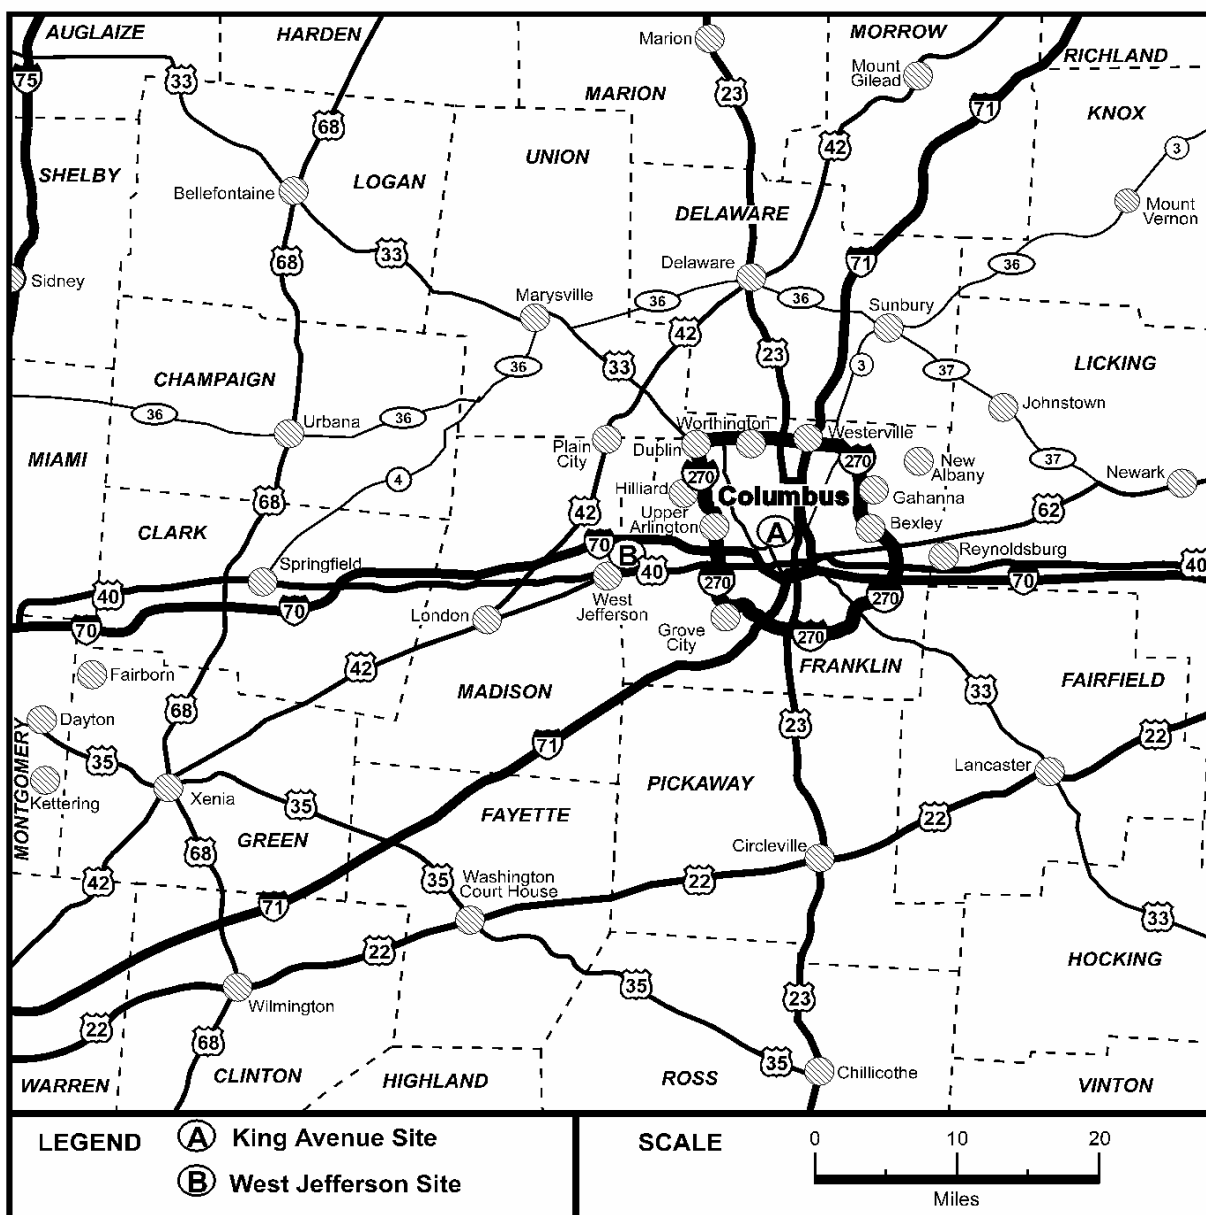 AUGLAIZE
HARDEN
Marion
MORROW
RICHLAND
75
33
Mount
Gilead
MARION
23
71
KNOX
68
42
3
UNION
SHELBY
LOGAN
Bellefontaine
Mount
Vernon
DELAWARE
68
33
Delaware
71
36
Sidney
Marysville
36
36
Sunbury
42
23
33
36
3
37
LICKING
CHAMPAIGN
36
Urbana
36
Johnstown
Worthington
Westerville
Plain
City
Dublin
MIAMI
270
270
New
Albany
37
Newark
4
Hilliard
Columbus
Gahanna
68
42
Upper
Arlington
62
Bexley
CLARK
A
70
B
Reynoldsburg
Springfield
40
40
270
70
40
West
Jefferson
270
70
London
Grove
City
70
270
FRANKLIN
Fairborn
42
33
FAIRFIELD
MADISON
68
Dayton
23
22
MONTGOMERY
35
71
Lancaster
Kettering
Xenia
35
PICKAWAY
FAYETTE
22
GREEN
68
Circleville
42
35
Washington
Court House
22
71
33
22
HOCKING
35
23
Wilmington
22
68
35
Chillicothe
WARREN
CLINTON
HIGHLAND
ROSS
VINTON
LEGEND
A King Avenue Site
B West Jefferson Site
SCALE
0 10 20
Miles